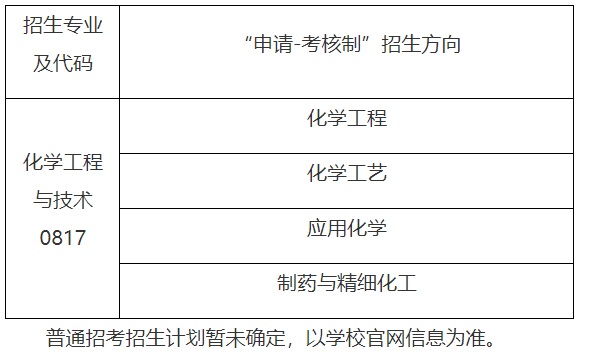 招生专业
及代码
“申请-考核制”招生方向
化学工程
与技术
0817
化学工程
化学工艺
应用化学
制药与精细化工
普通招考招生计划暂未确定，以学校官网信息为准。